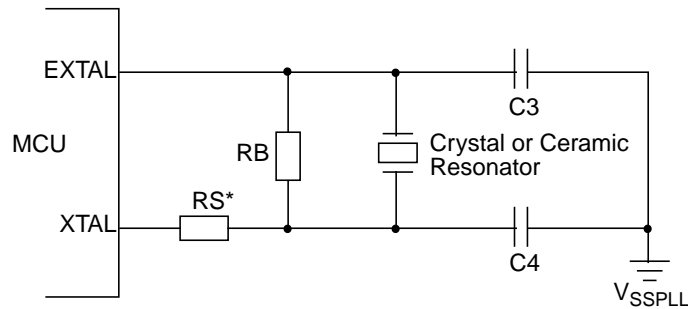 EXTAL
C3
MCU
RB
Crystal or Ceramic
Resonator
RS*
XTAL
C4
VSSPLL